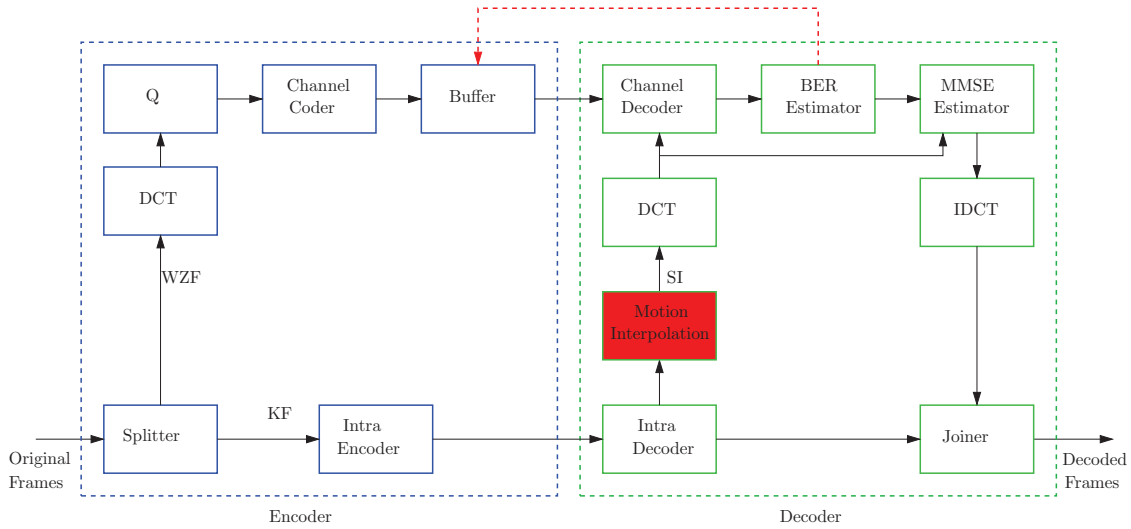 Q
Channel
Coder
Buffer
Channel
Decoder
BER
Estimator
MMSE
Estimator
DCT
DCT
IDCT
WZF
SI
Motion
Interpolation
KF
Splitter
Intra
Encoder
Intra
Decoder
Joiner
Original
Frames
Decoded
Frames
Encoder
Decoder